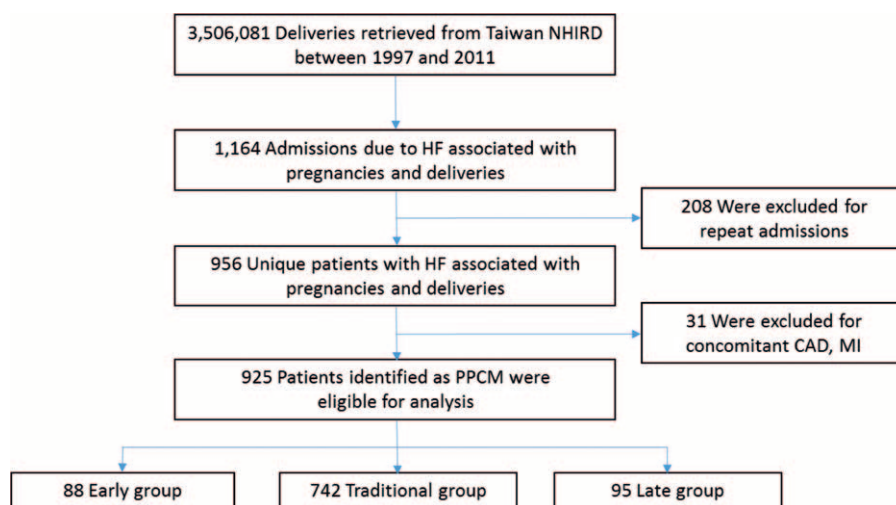 3,506,081 Deliveries retrieved from Taiwan NHIRD
between 1997 and 2011
1,164 Admissions due to HF associated with
pregnancies and deliveries
208 Were excluded for
repeat admissions
956 Unique patients with HF associated with
pregnancies and deliveries
31 Were excluded for
concomitant CAD, MI
925 Patients identified as PPCM were
eligible for analysis
88 Early group
742 Traditional group
95 Late group